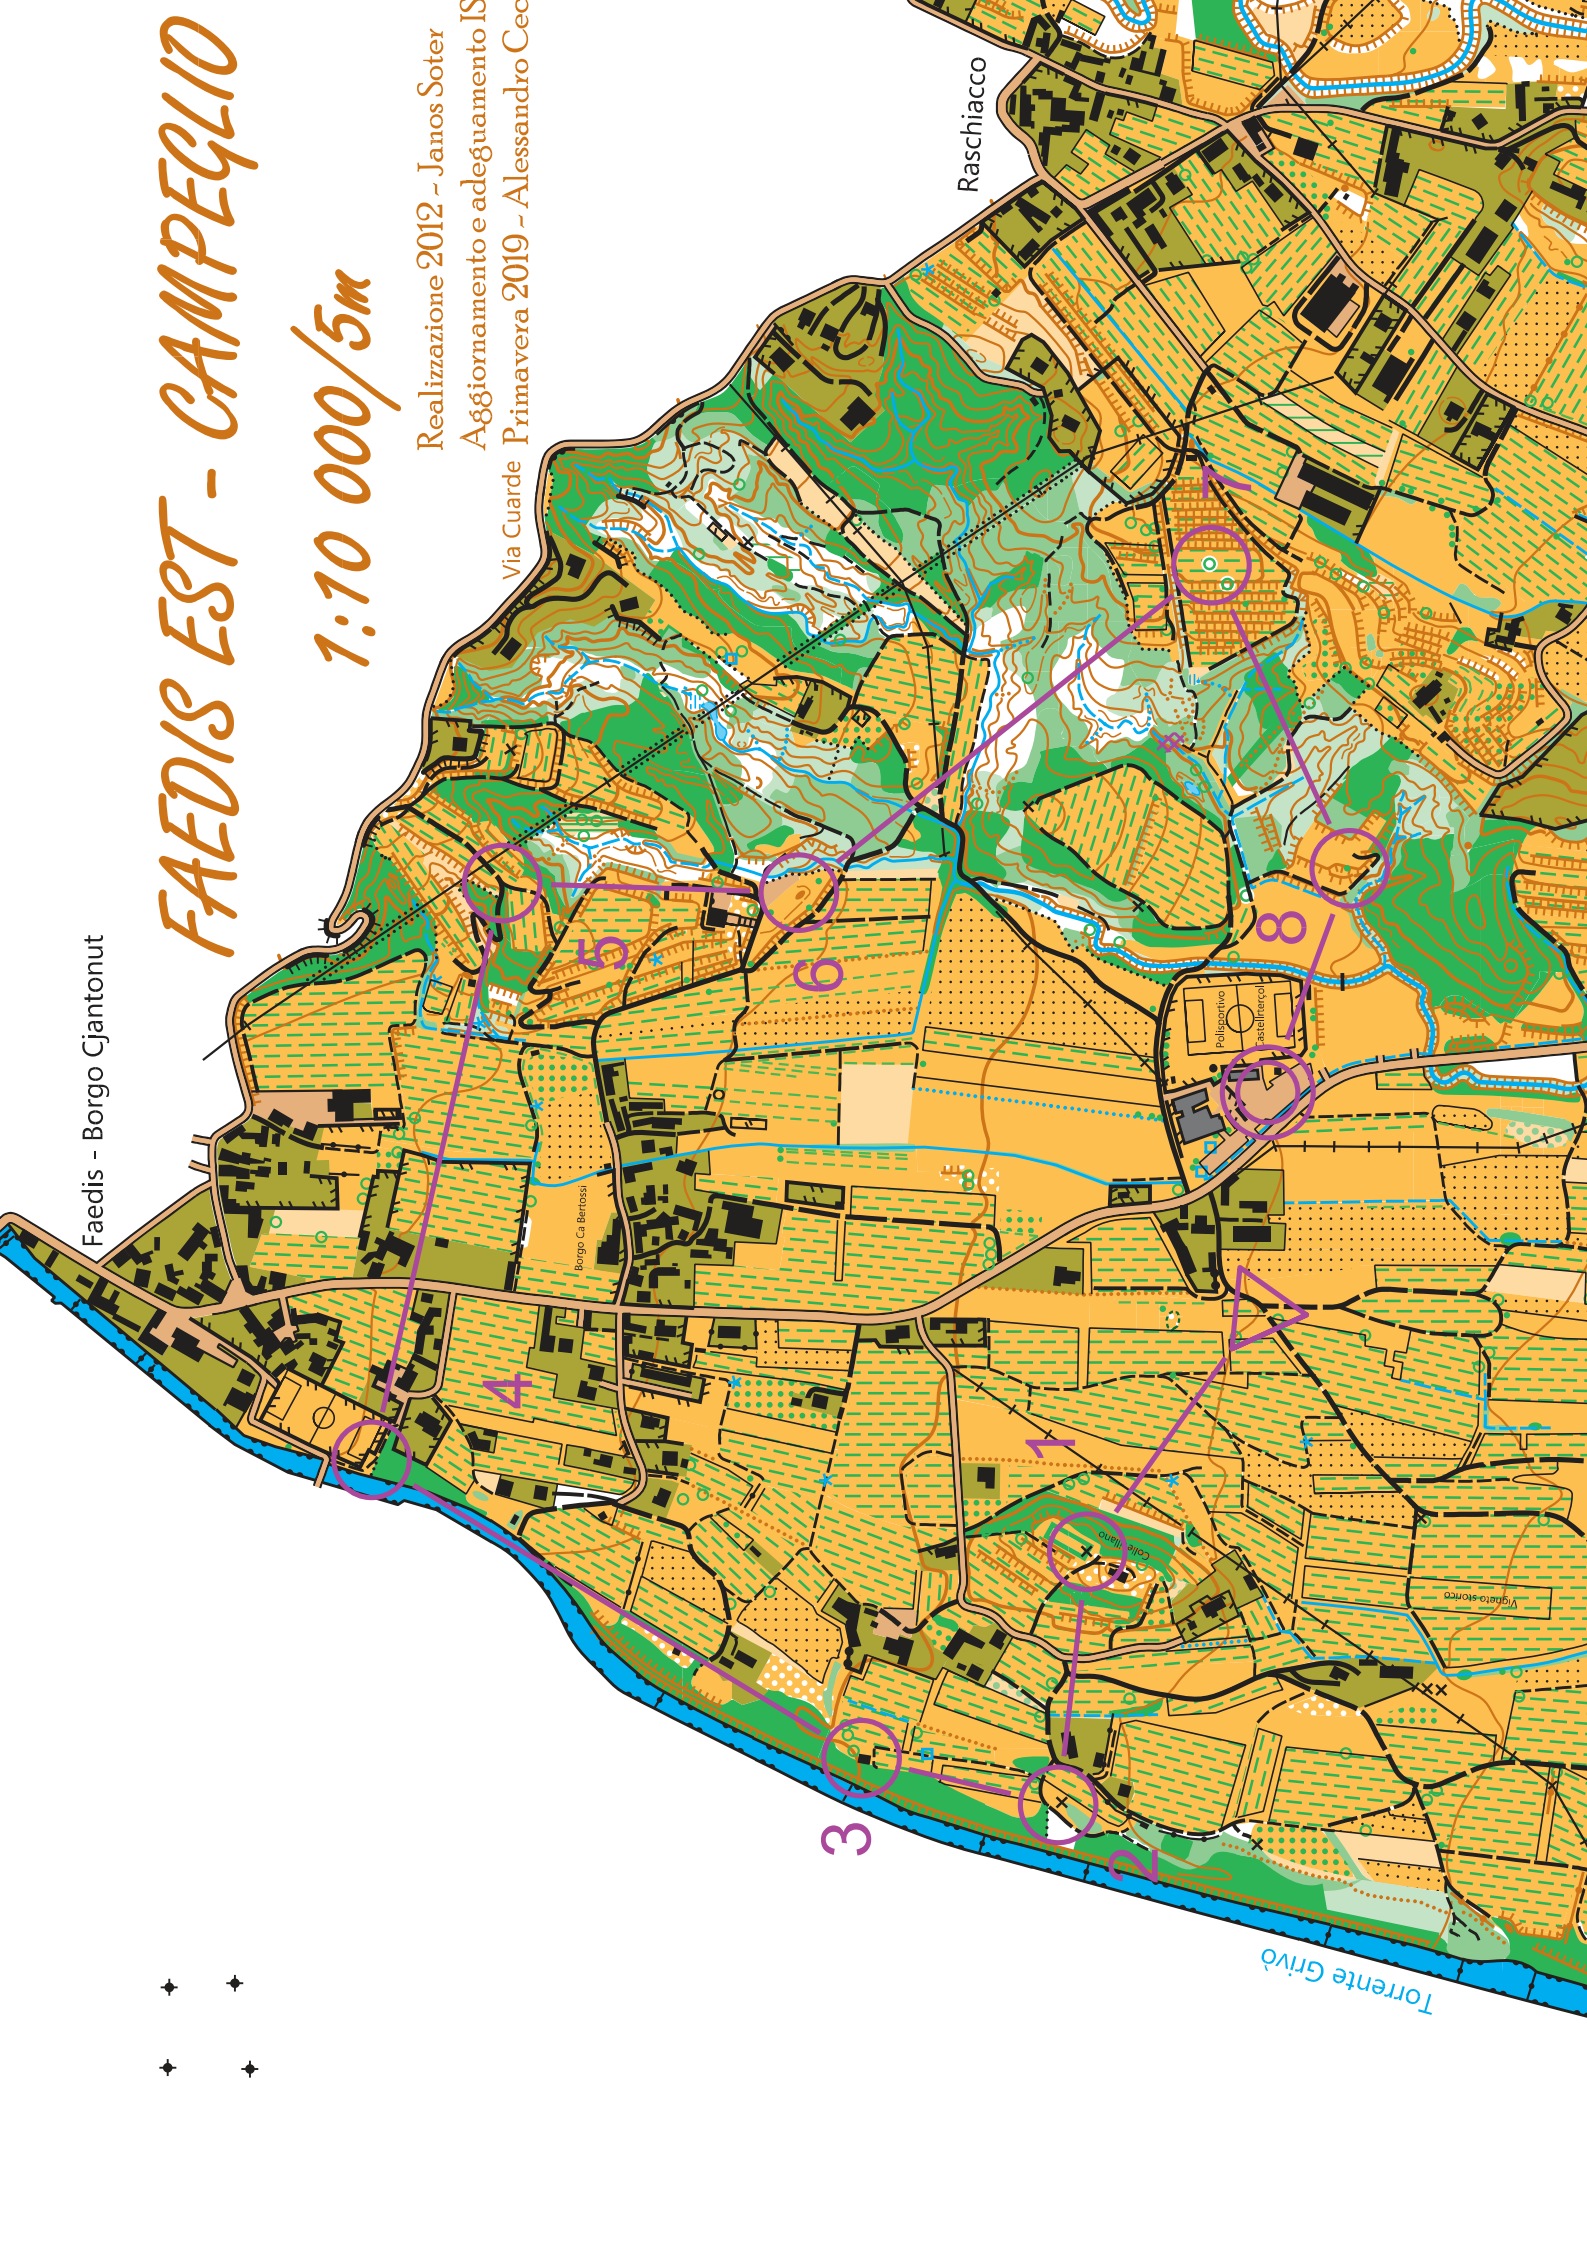 FAEDIS EST - CAMPEGLIO
1:10 000/5m
Realizzazione 2012 - Janos Soter
Aggiornamento e adeguamento IS
Primavera 2019 - Alessandro Cec
Via Cuarde
Raschiacco
Faedis - Borgo Cjantonut
Borgo Ca Bertossi
Polisportivo
Castellfierçol
Colle Villano
Vigneto storico
Torrente Grivò
1
2
3
4
5
6
7
8